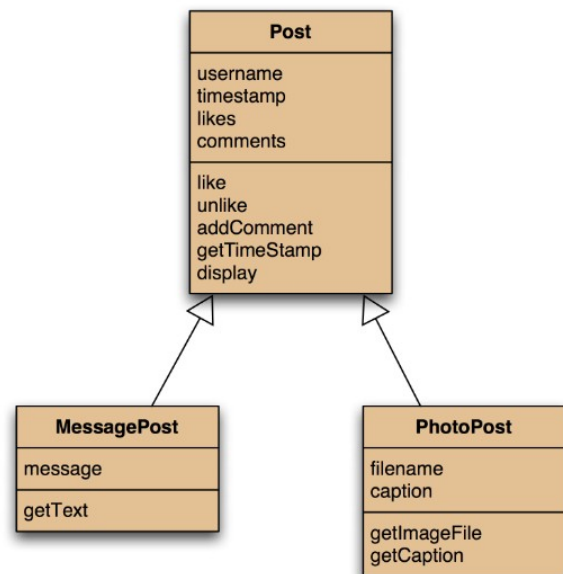 Post
username
timestamp
likes
comments
like
unlike
addComment
getTimeStamp
display
MessagePost
message
getText
PhotoPost
filename
caption
getImageFile
getCaption